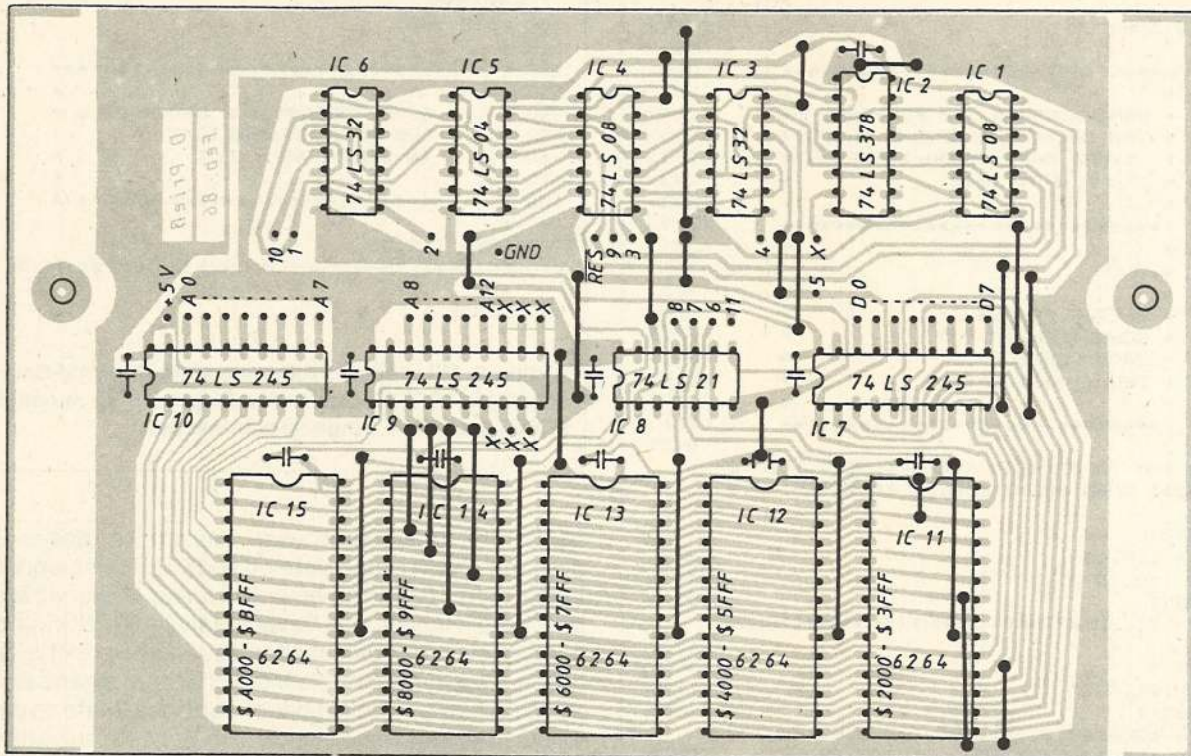 IC 6
IC 5
IC 4
IC 3
IC 2
IC 1
74 LS 32
74 LS 04
74 LS 08
74 LS 32
74 LS 378
74 LS 08
Feb. 86
D. Prieß
10
1
2
GND
RES
9
3
4
X
5
+5V
A0
A7
A8
A12
X
X
X
8
7
6
11
D0
D7
74 LS 245
74 LS 245
74 LS 21
74 LS 245
IC 10
IC 9
IC 8
IC 7
X
X
X
IC 15
IC 14
IC 13
IC 12
IC 11
$A000-$BFFF
$8000-$9FFF
$6000-$7FFF
$4000-$5FFF
$2000-$3FFF
6264
6264
6264
6264
6264